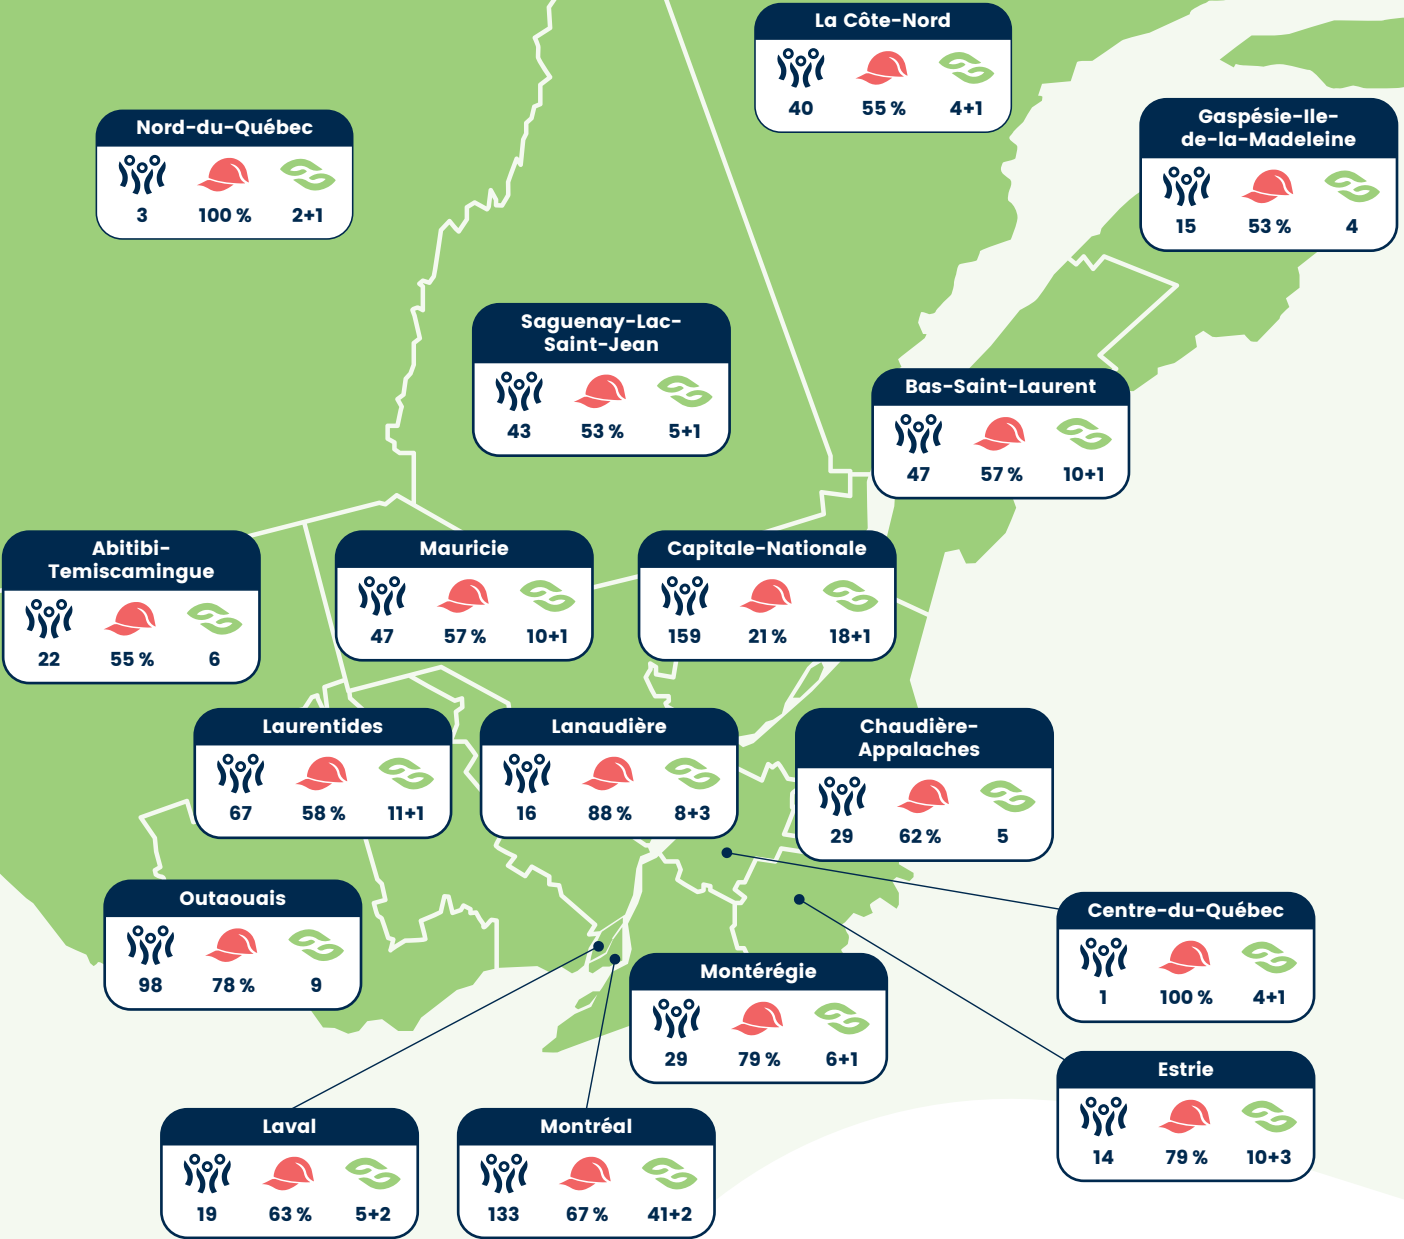 La Côte-Nord
40 55 % 4+1
Nord-du-Québec
3 100 % 2+1
Gaspésie-Ile-
de-la-Madeleine
15 53 % 4
Saguenay-Lac-
Saint-Jean
43 53 % 5+1
Bas-Saint-Laurent
47 57 % 10+1
Abitibi-
Temiscamingue
22 55 % 6
Mauricie
47 57 % 10+1
Capitale-Nationale
159 21 % 18+1
Laurentides
67 58 % 11+1
Lanaudière
16 88 % 8+3
Chaudière-
Appalaches
29 62 % 5
Outaouais
98 78 % 9
Centre-du-Québec
1 100 % 4+1
Montérégie
29 79 % 6+1
Estrie
14 79 % 10+3
Laval
19 63 % 5+2
Montréal
133 67 % 41+2